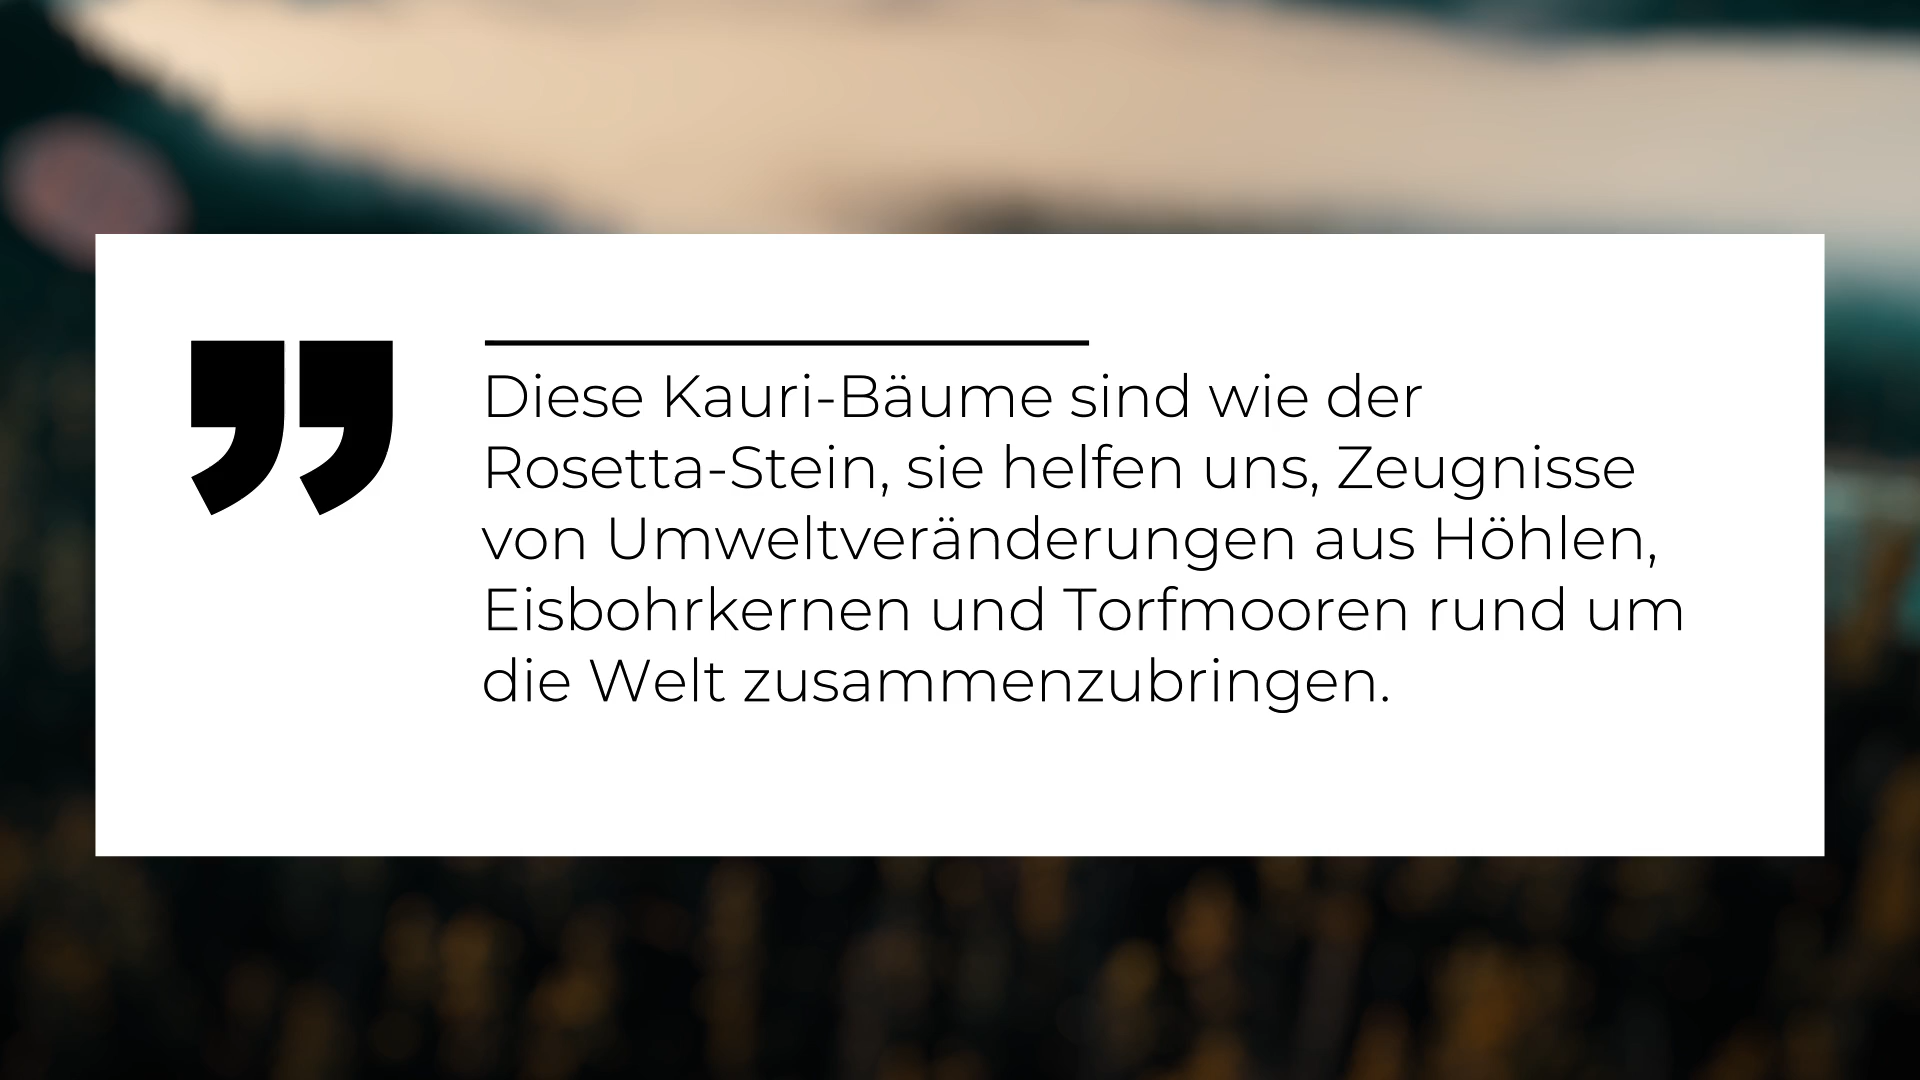 Diese Kauri-Bäume sind wie der
Rosetta-Stein, sie helfen uns, Zeugnisse
von Umweltveränderungen aus Höhlen,
Eisbohrkernen und Torfmooren rund um
die Welt zusammenzubringen.